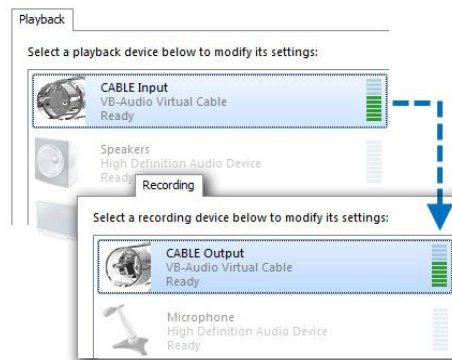 Playback
Select a playback device below to modify its settings:
CABLE Input
VB-Audio Virtual Cable
Ready
Speakers
High Definition Audio Device
Ready
Recording
Select a recording device below to modify its settings:
CABLE Output
VB-Audio Virtual Cable
Ready
Microphone
High Definition Audio Device
Ready